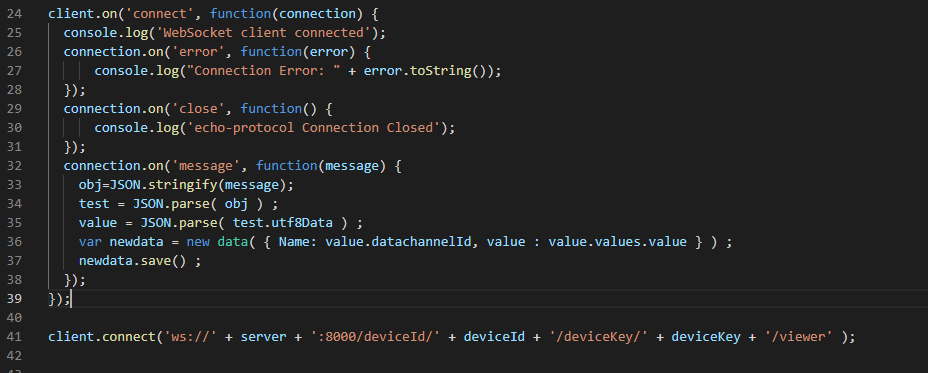 24 client.on('connect', function(connection) {
25 console.log('WebSocket client connected');
26 connection.on('error', function(error) {
27 console.log("Connection Error: " + error.toString());
28 });
29 connection.on('close', function() {
30 console.log('echo-protocol Connection Closed');
31 });
32 connection.on('message', function(message) {
33 obj=JSON.stringify(message);
34 test = JSON.parse( obj ) ;
35 value = JSON.parse( test.utf8Data ) ;
36 var newdata = new data( { Name: value.datachannelId, value : value.values.value } ) ;
37 newdata.save() ;
38 });
39 });
40
41 client.connect('ws://' + server + ':8000/deviceId/' + deviceId + '/deviceKey/' + deviceKey + '/viewer' );
42